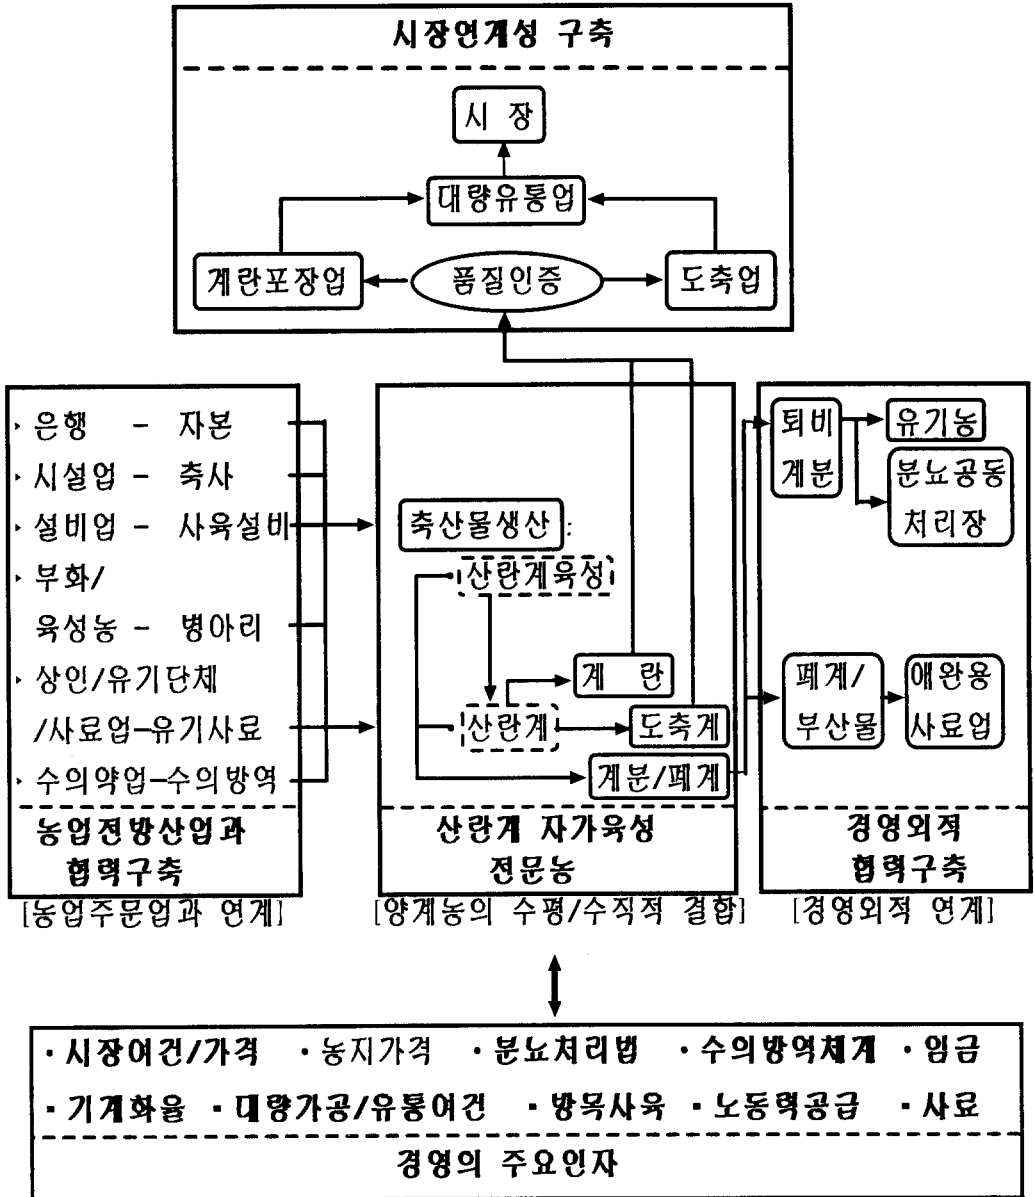 시장연계성 구축
시 장
대량유통업
계란포장업
품질인증
도축업
· 은행 - 자본
· 시설업 - 축사
· 설비업 - 사육설비
· 부화/
육성농 - 병아리
· 상인/유기단체
/사료업-유기사료
· 수의약업-수의방역
농업전방산업과
협력구축
[농업주문업과 연계]
축산물생산 :
산란계육성
계 란
산란계
도축계
계분/폐계
산란계 자가육성
전문농
[양계농의 수평/수직적 결합]
퇴비
계분
유기농
분뇨공동
처리장
폐계/
부산물
애완용
사료업
경영외적
협력구축
[경영외적 연계]
· 시장여건/가격 · 농지가격 · 분뇨처리법 · 수의방역체계 · 임금
· 기계화율 · 대량가공/유통여건 · 방목사육 · 노동력공급 · 사료
경영의 주요인자